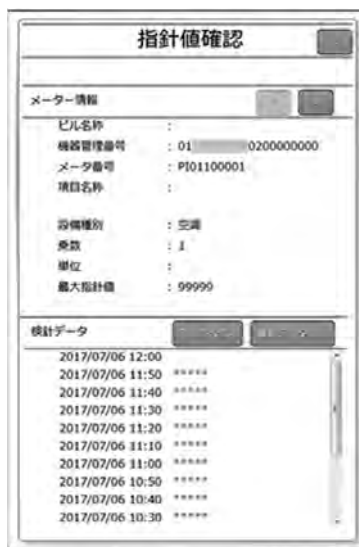 指針値確認
メーター情報
ビル名称 :
機器管理番号 : 01 0200000000
メータ番号 : PI01100001
項目名称 :
設備種別 : 空調
乗数 : 1
単位 :
最大指針値 : 99999
検針データ
2017/07/06 12:00
2017/07/06 11:50 *****
2017/07/06 11:40 *****
2017/07/06 11:30 *****
2017/07/06 11:20 *****
2017/07/06 11:10 *****
2017/07/06 11:00 *****
2017/07/06 10:50 *****
2017/07/06 10:40 *****
2017/07/06 10:30 *****